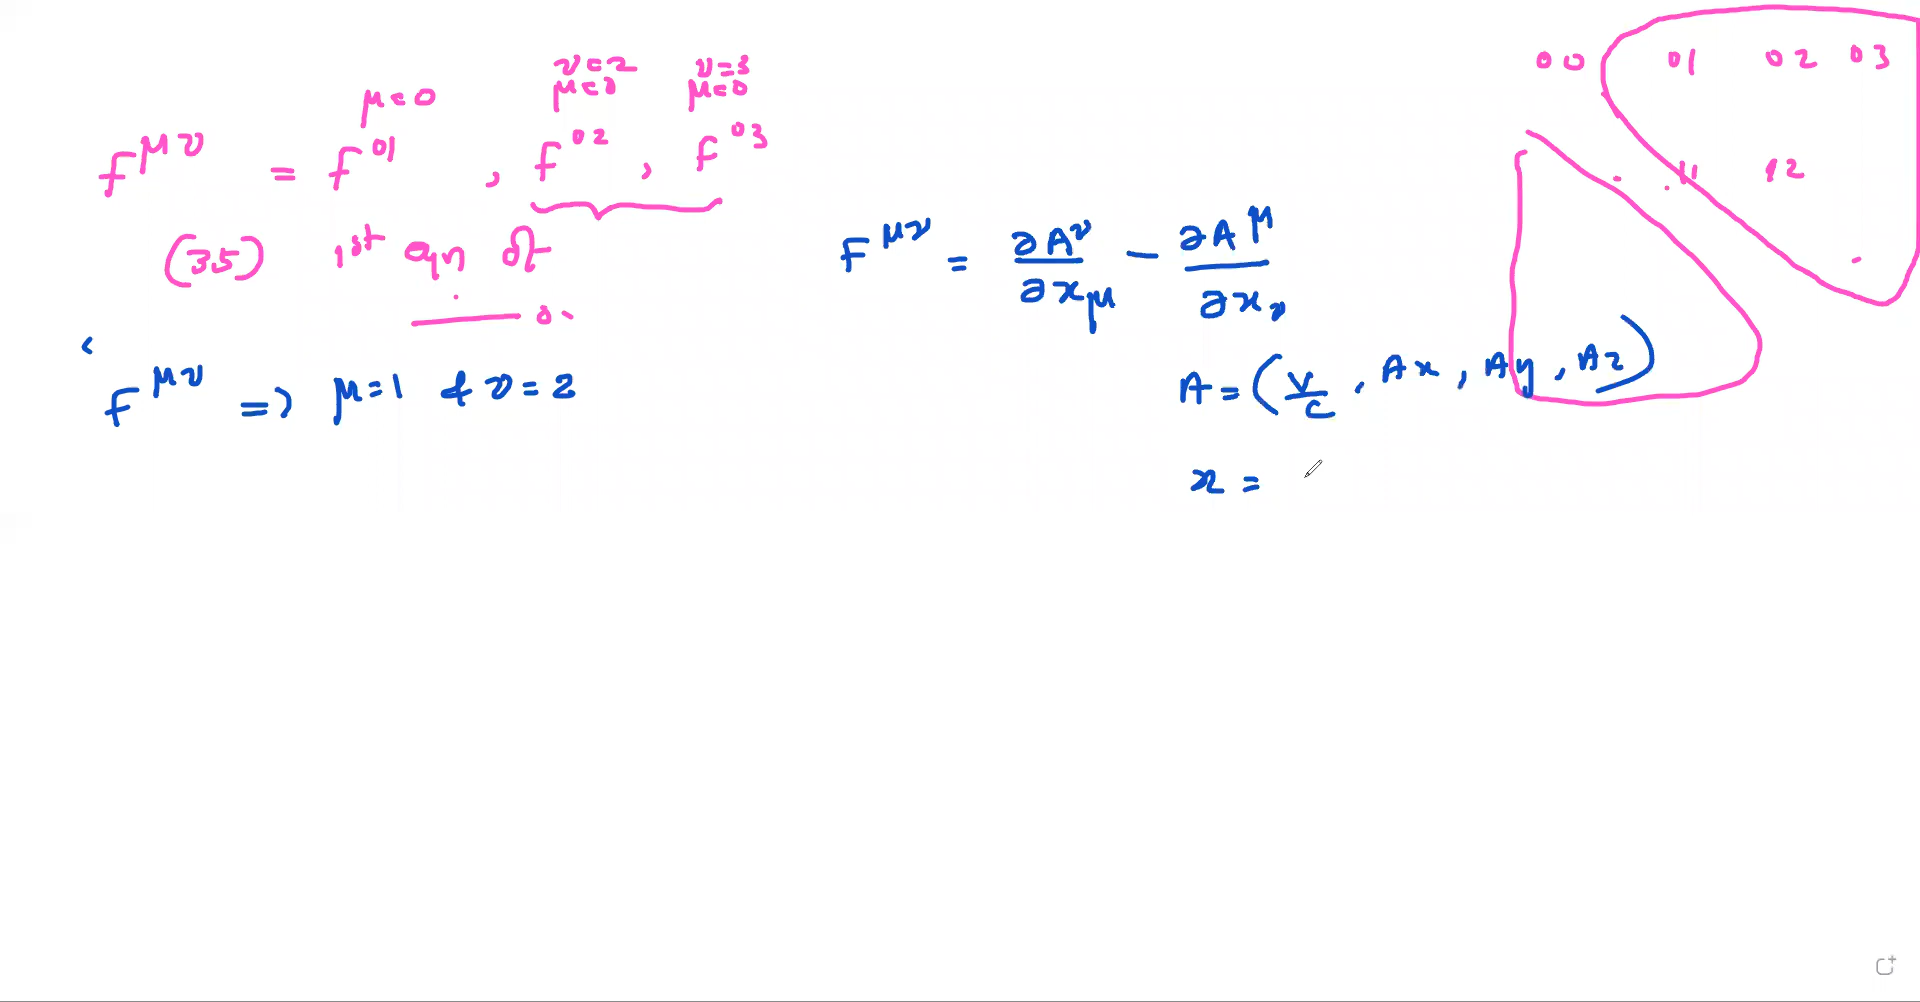 μ=0
ν=2 ν=3
μ=0 μ=0
F^{μν} = F^{01}, F^{02}, F^{03}
(35) 1st eqn of
0.
F^{μν} => μ=1 & ν=2
F^{μν} = ∂A^ν/∂x_μ - ∂A^μ/∂x_ν
A = (V/c, Ax, Ay, Az)
x =
00 01 02 03
11 12